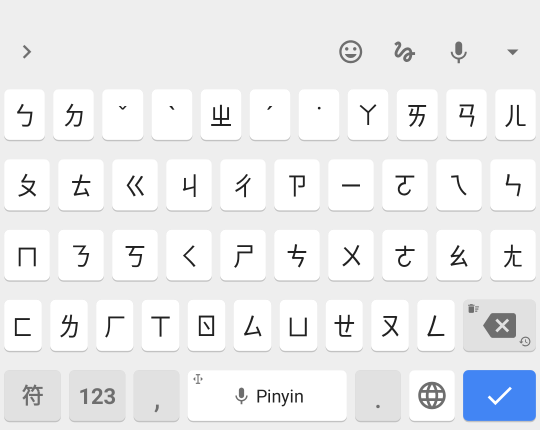 ㄅ ㄉ ˇ ˋ ㄓ ˊ ˙ ㄚ ㄞ ㄢ ㄦ
ㄆ ㄊ ㄍ ㄐ ㄔ ㄗ ㄧ ㄛ ㄟ ㄣ
ㄇ ㄋ ㄎ ㄑ ㄕ ㄘ ㄨ ㄜ ㄠ ㄤ
ㄈ ㄌ ㄏ ㄒ ㄖ ㄙ ㄩ ㄝ ㄡ ㄥ
符 123 , Pinyin .